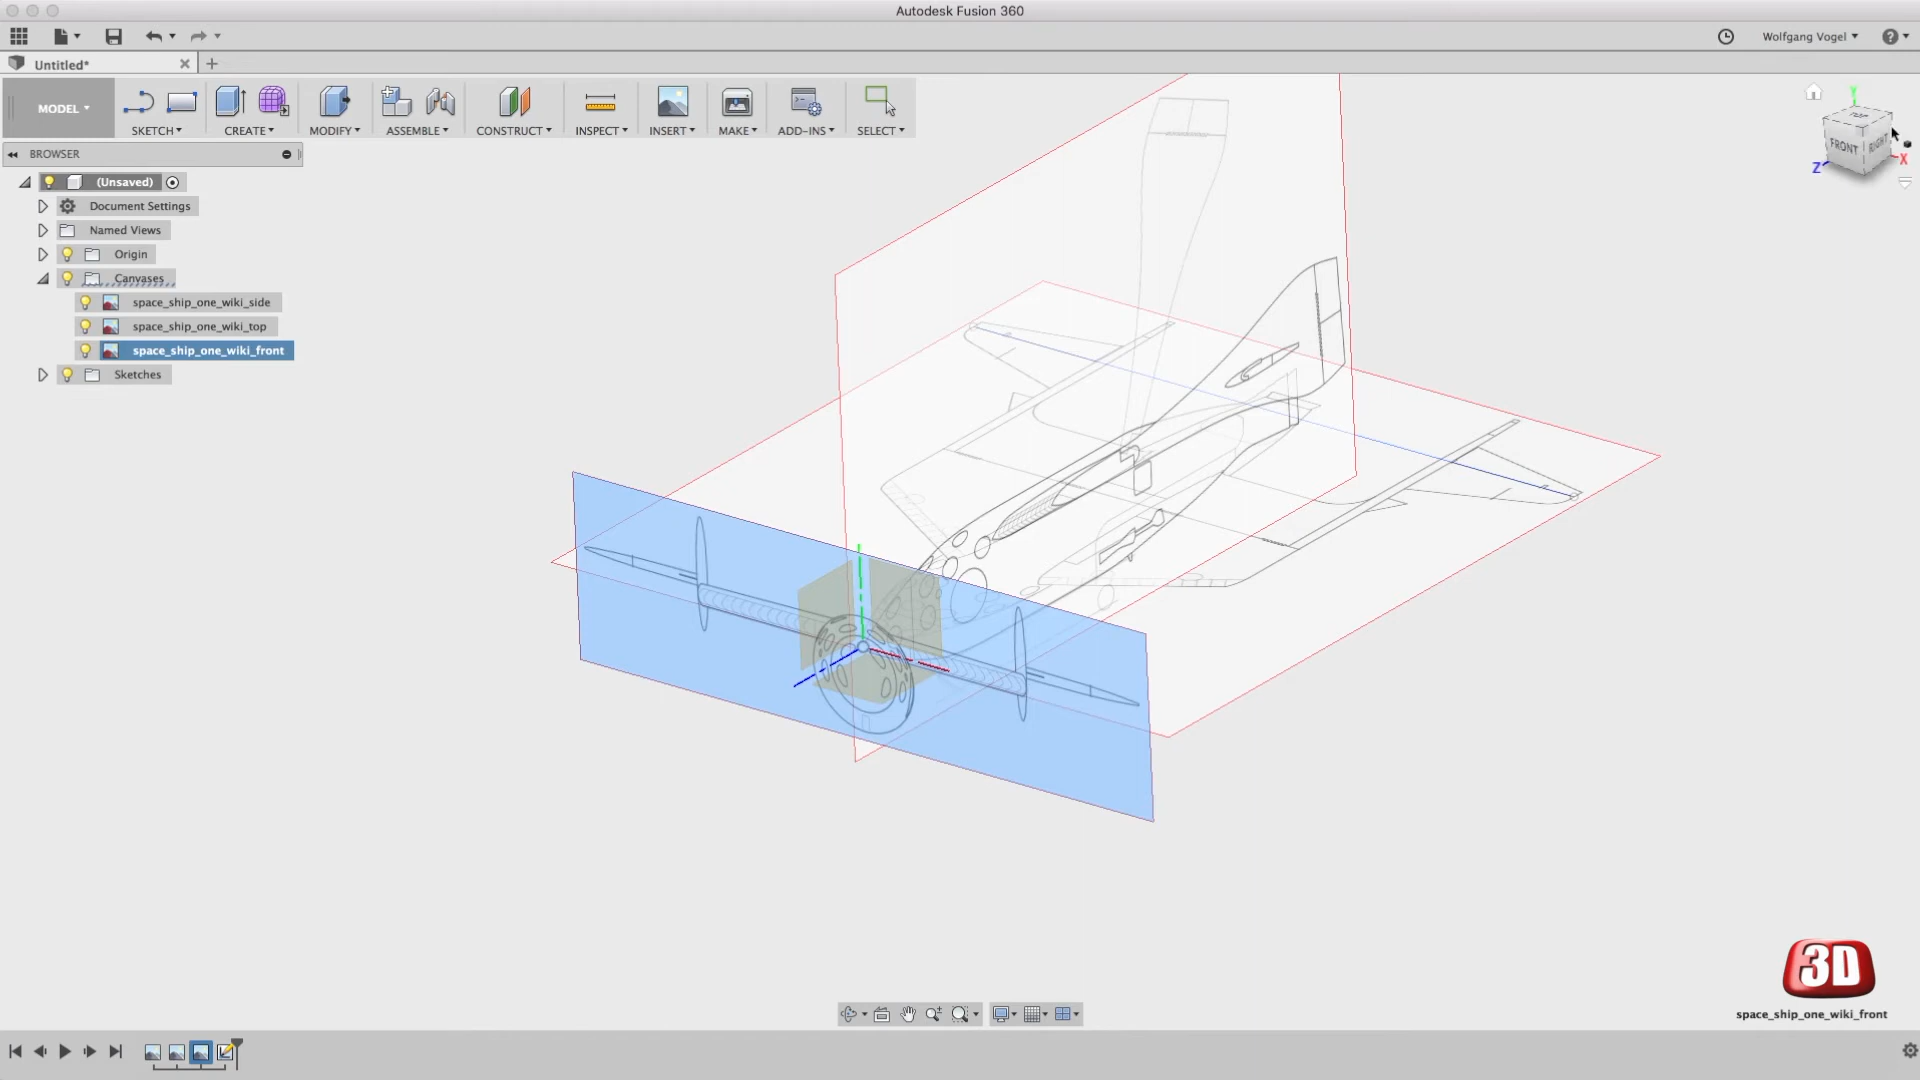 Autodesk Fusion 360
Wolfgang Vogel
Untitled*
MODEL
SKETCH
CREATE
MODIFY
ASSEMBLE
CONSTRUCT
INSPECT
INSERT
MAKE
ADD-INS
SELECT
Y
TOP
FRONT
RIGHT
Z
X
BROWSER
(Unsaved)
Document Settings
Named Views
Origin
Canvases
space_ship_one_wiki_side
space_ship_one_wiki_top
space_ship_one_wiki_front
Sketches
3D
space_ship_one_wiki_front